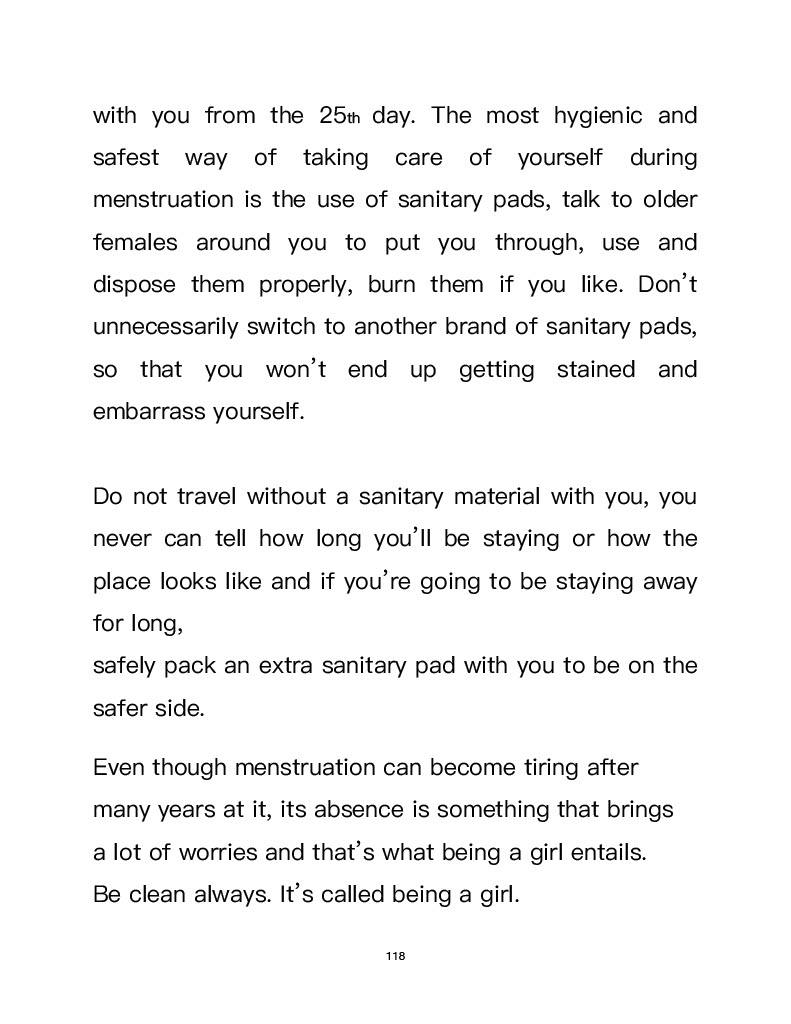 with you from the 25th day. The most hygienic and
safest way of taking care of yourself during
menstruation is the use of sanitary pads, talk to older
females around you to put you through, use and
dispose them properly, burn them if you like. Don’t
unnecessarily switch to another brand of sanitary pads,
so that you won’t end up getting stained and
embarrass yourself.
Do not travel without a sanitary material with you, you
never can tell how long you’ll be staying or how the
place looks like and if you’re going to be staying away
for long,
safely pack an extra sanitary pad with you to be on the
safer side.
Even though menstruation can become tiring after
many years at it, its absence is something that brings
a lot of worries and that’s what being a girl entails.
Be clean always. It’s called being a girl.
118